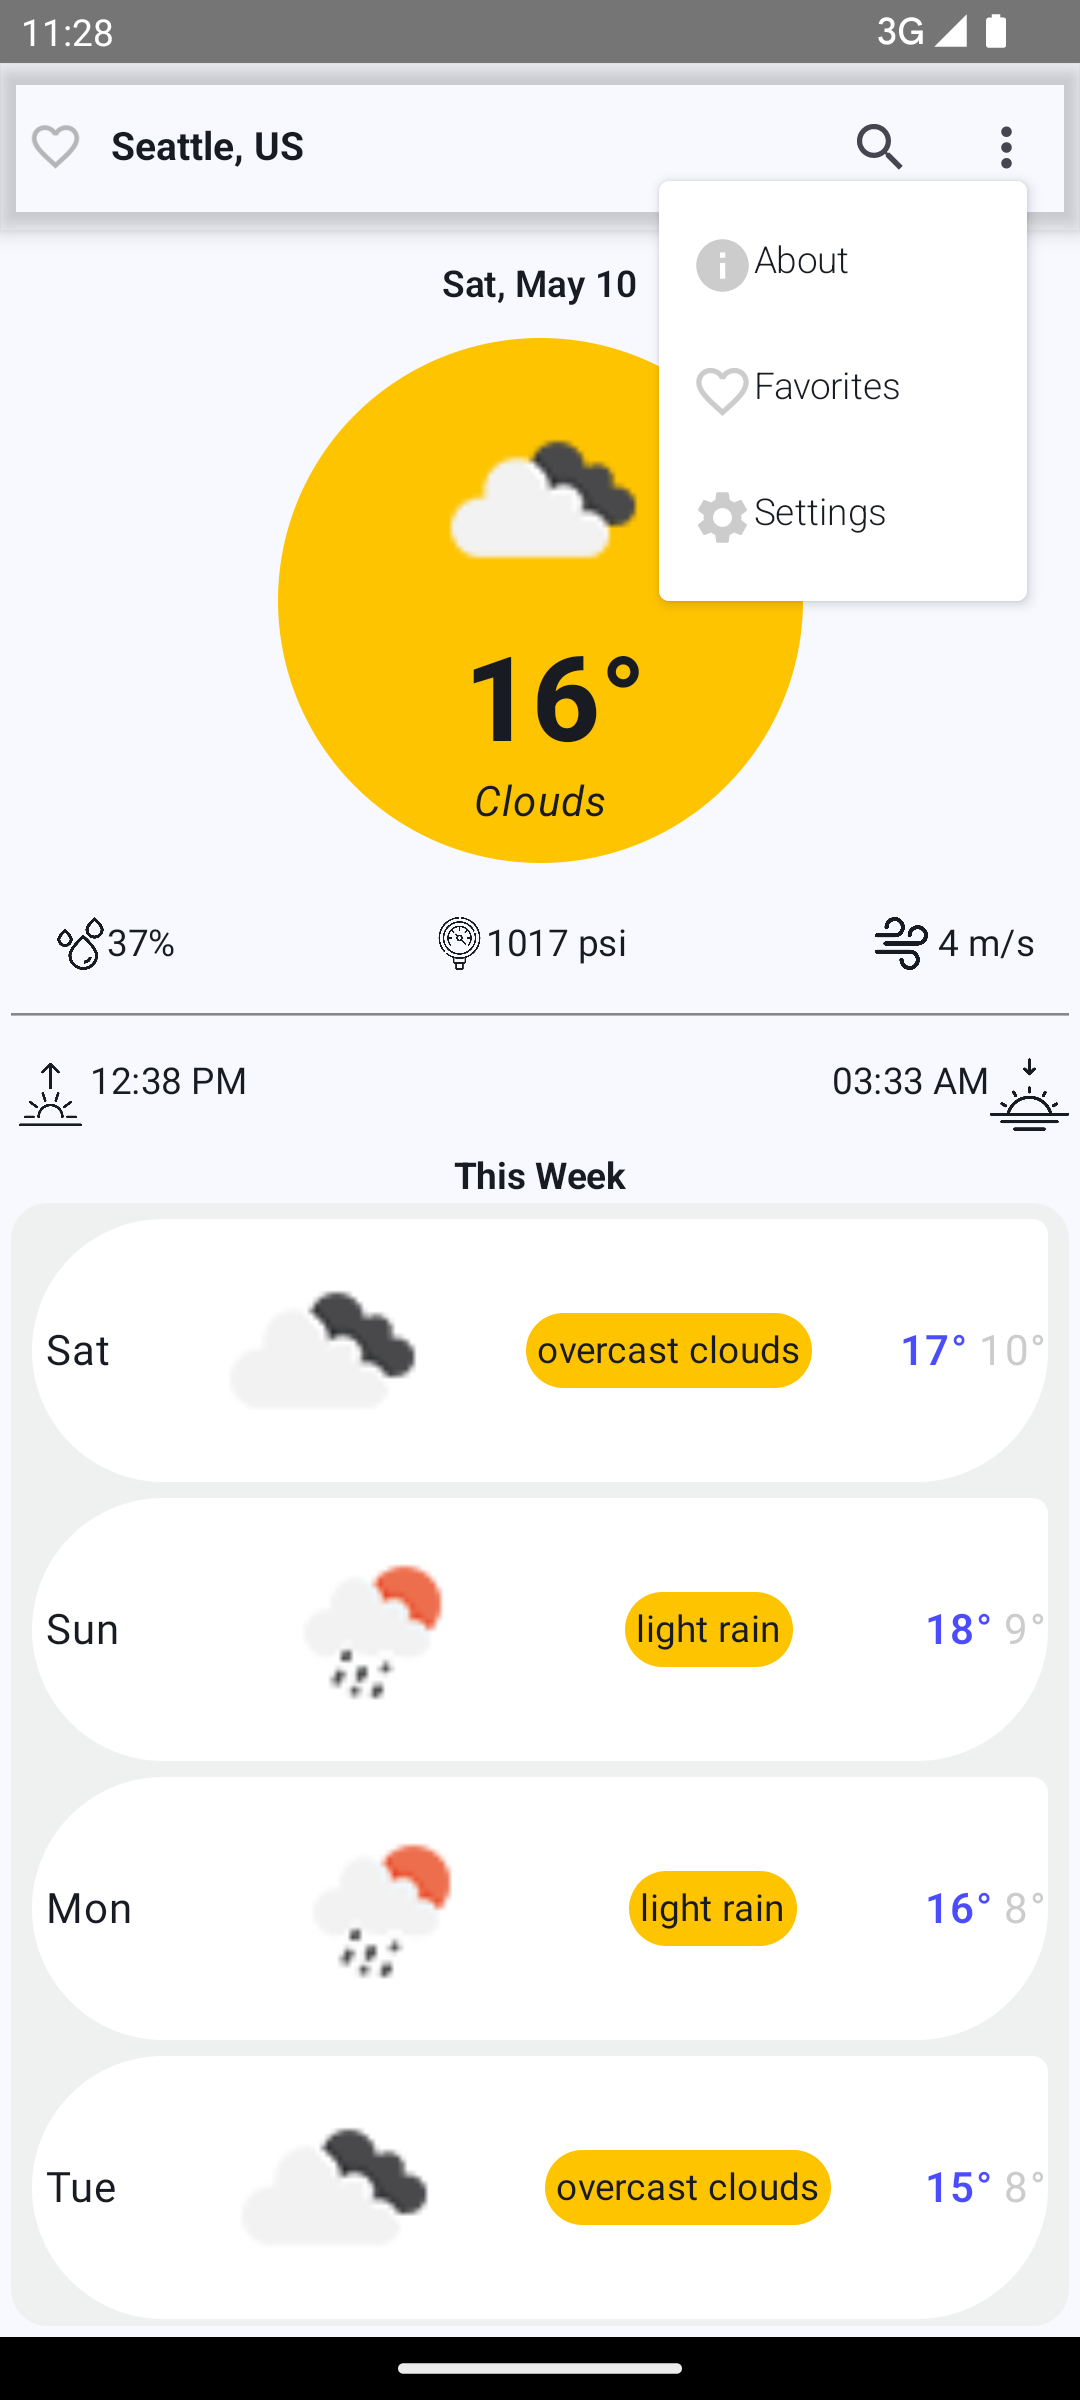 11:28 3G
Seattle, US
About
Favorites
Settings
Sat, May 10
16°
Clouds
37% 1017 psi 4 m/s
12:38 PM 03:33 AM
This Week
Sat overcast clouds 17° 10°
Sun light rain 18° 9°
Mon light rain 16° 8°
Tue overcast clouds 15° 8°